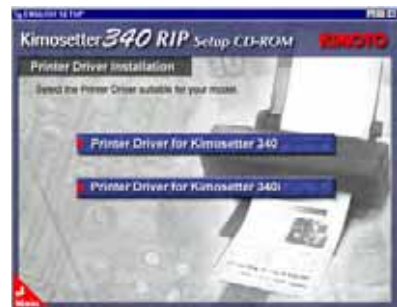 ENGLISH SETUP
Kimosetter 340 RIP Setup CD-ROM KIMOTO
Printer Driver Installation
Select the Printer Driver suitable for your model.
Printer Driver for Kimosetter 340
Printer Driver for Kimosetter 340i